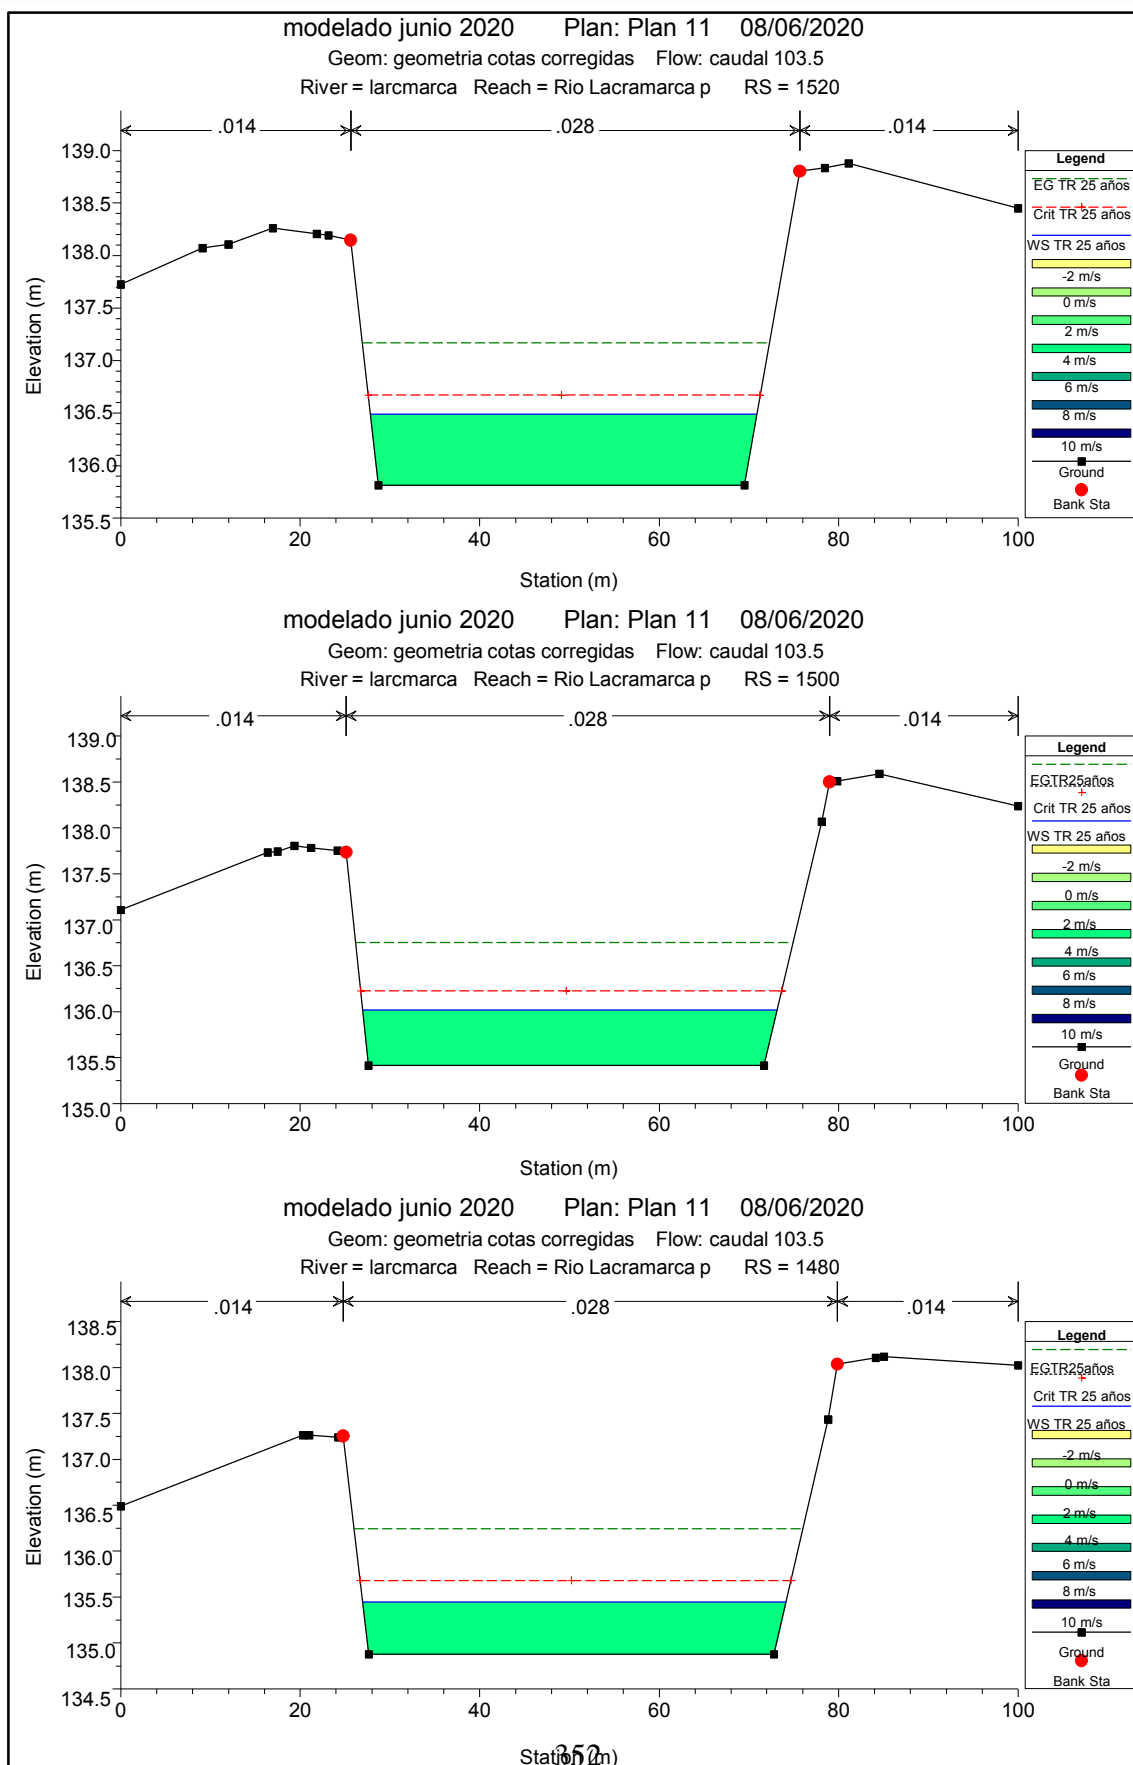 modelado junio 2020 Plan: Plan 11 08/06/2020
Geom: geometria cotas corregidas Flow: caudal 103.5
River = larcmarca Reach = Rio Lacramarca p RS = 1520
.014 .028 .014
139.0
138.5
138.0
137.5
137.0
136.5
136.0
135.5
Elevation (m)
0 20 40 60 80 100
Station (m)
Legend
EG TR 25 años
Crit TR 25 años
WS TR 25 años
-2 m/s
0 m/s
2 m/s
4 m/s
6 m/s
8 m/s
10 m/s
Ground
Bank Sta
modelado junio 2020 Plan: Plan 11 08/06/2020
Geom: geometria cotas corregidas Flow: caudal 103.5
River = larcmarca Reach = Rio Lacramarca p RS = 1500
.014 .028 .014
139.0
138.5
138.0
137.5
137.0
136.5
136.0
135.5
135.0
Elevation (m)
0 20 40 60 80 100
Station (m)
Legend
EGTR25años
Crit TR 25 años
WS TR 25 años
-2 m/s
0 m/s
2 m/s
4 m/s
6 m/s
8 m/s
10 m/s
Ground
Bank Sta
modelado junio 2020 Plan: Plan 11 08/06/2020
Geom: geometria cotas corregidas Flow: caudal 103.5
River = larcmarca Reach = Rio Lacramarca p RS = 1480
.014 .028 .014
138.5
138.0
137.5
137.0
136.5
136.0
135.5
135.0
134.5
Elevation (m)
0 20 40 60 80 100
Station (m)
Legend
EGTR25años
Crit TR 25 años
WS TR 25 años
-2 m/s
0 m/s
2 m/s
4 m/s
6 m/s
8 m/s
10 m/s
Ground
Bank Sta
352